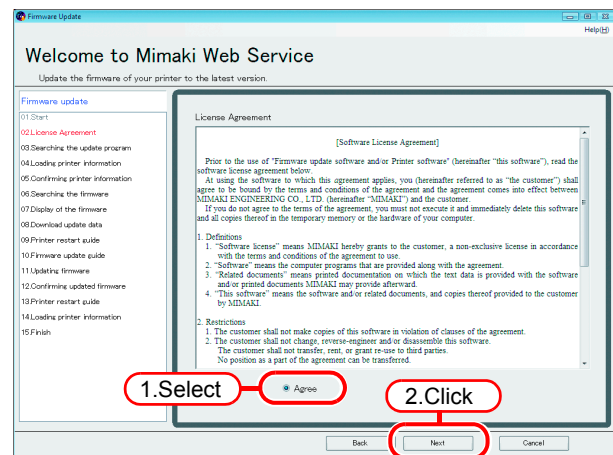 Firmware Update
Help(H)
Welcome to Mimaki Web Service
Update the firmware of your printer to the latest version.
Firmware update
01.Start
02.License Agreement
03.Searching the update program
04.Loading printer information
05.Confirming printer information
06.Searching the firmware
07.Display of the firmware
08.Download update data
09.Printer restart guide
10.Firmware update guide
11.Updating firmware
12.Confirming updated firmware
13.Printer restart guide
14.Loading printer information
15.Finish
License Agreement
[Software License Agreement]
Prior to the use of "Firmware update software and/or Printer software" (hereinafter "this software"), read the
software license agreement below.
At using the software to which this agreement applies, you (hereinafter referred to as "the customer") shall
agree to be bound by the terms and conditions of the agreement and the agreement comes into effect between
MIMAKI ENGINEERING CO., LTD. (hereinafter "MIMAKI") and the customer.
If you do not agree to the terms of the agreement, you must not execute it and immediately delete this software
and all copies thereof in the temporary memory or the hardware of your computer.
1. Definitions
1. "Software license" means MIMAKI hereby grants to the customer, a non-exclusive license in accordance
with the terms and conditions of the agreement to use.
2. "Software" means the computer programs that are provided along with the agreement.
3. "Related documents" means printed documentation on which the text data is provided with the software
and/or printed documents MIMAKI may provide afterward.
4. "This software" means the software and/or related documents, and copies thereof provided to the customer
by MIMAKI.
2. Restrictions
1. The customer shall not make copies of this software in violation of clauses of the agreement.
2. The customer shall not change, reverse-engineer and/or disassemble this software.
The customer shall not transfer, rent, or grant re-use to third parties.
No position as a part of the agreement can be transferred.
1.Select
Agree
2.Click
Back
Next
Cancel